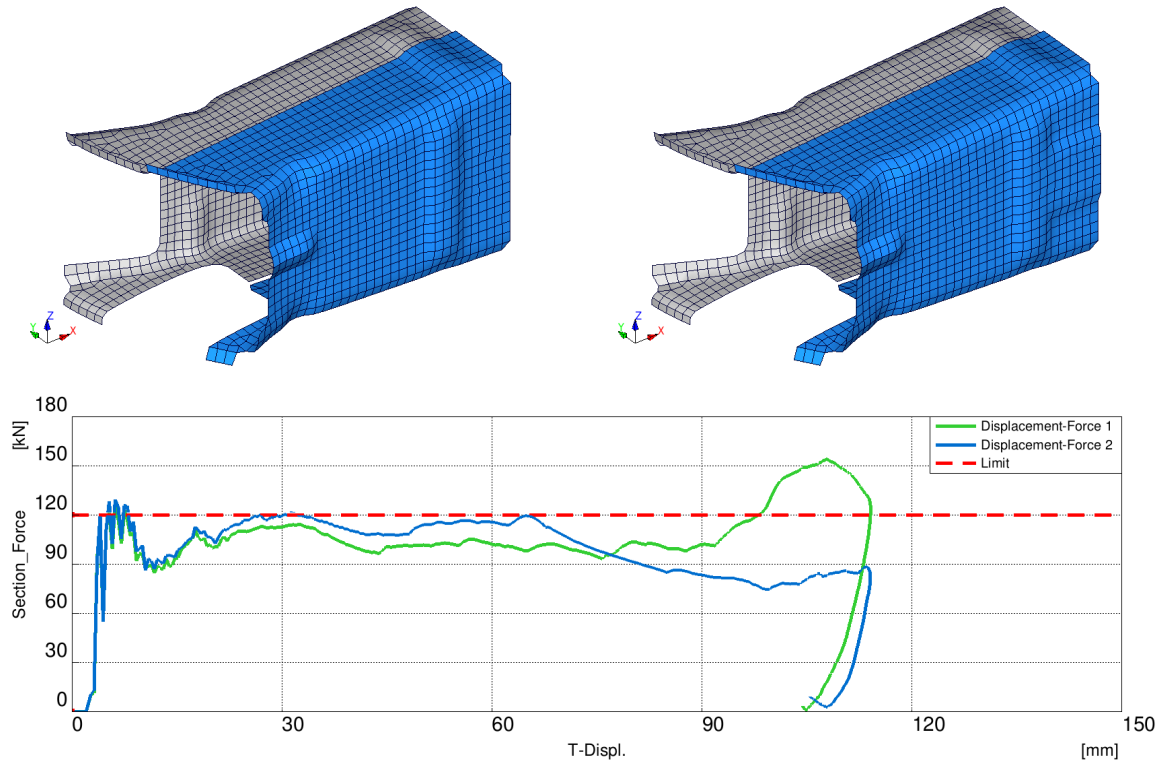 Z
Y
X
Z
Y
X
180
[kN]
150
120
90
60
30
0
Section_Force
Displacement-Force 1
Displacement-Force 2
Limit
0
30
60
90
120
150
T-Displ.
[mm]